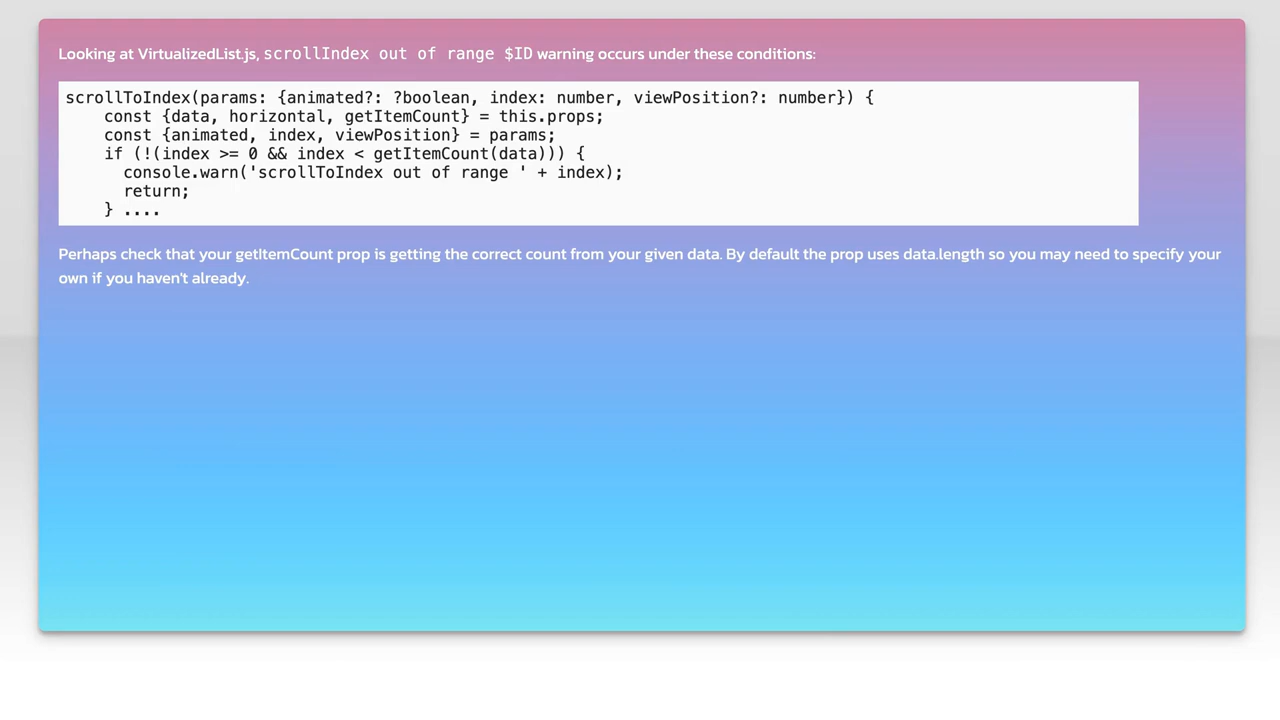 Looking at VirtualizedList.js, scrollIndex out of range $ID warning occurs under these conditions:
scrollToIndex(params: {animated?: ?boolean, index: number, viewPosition?: number}) {
    const {data, horizontal, getItemCount} = this.props;
    const {animated, index, viewPosition} = params;
    if (!(index >= 0 && index < getItemCount(data))) {
      console.warn('scrollToIndex out of range ' + index);
      return;
    } ....
Perhaps check that your getItemCount prop is getting the correct count from your given data. By default the prop uses data.length so you may need to specify your
own if you haven't already.